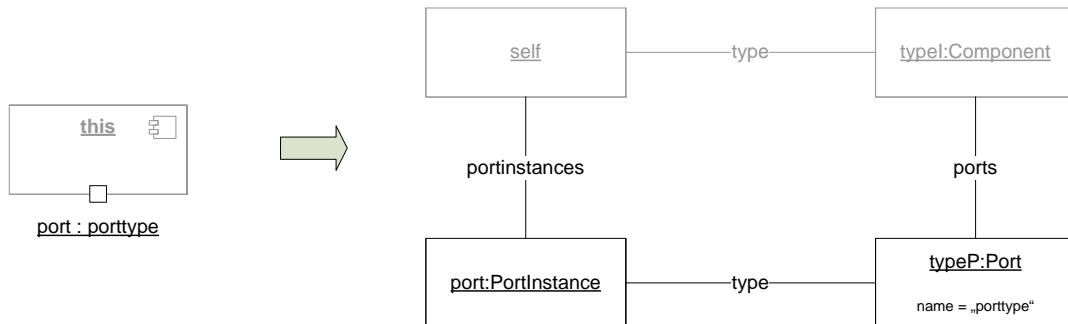 this
port : porttype
self
type
typeI:Component
portinstances
ports
port:PortInstance
type
typeP:Port
name = „porttype“